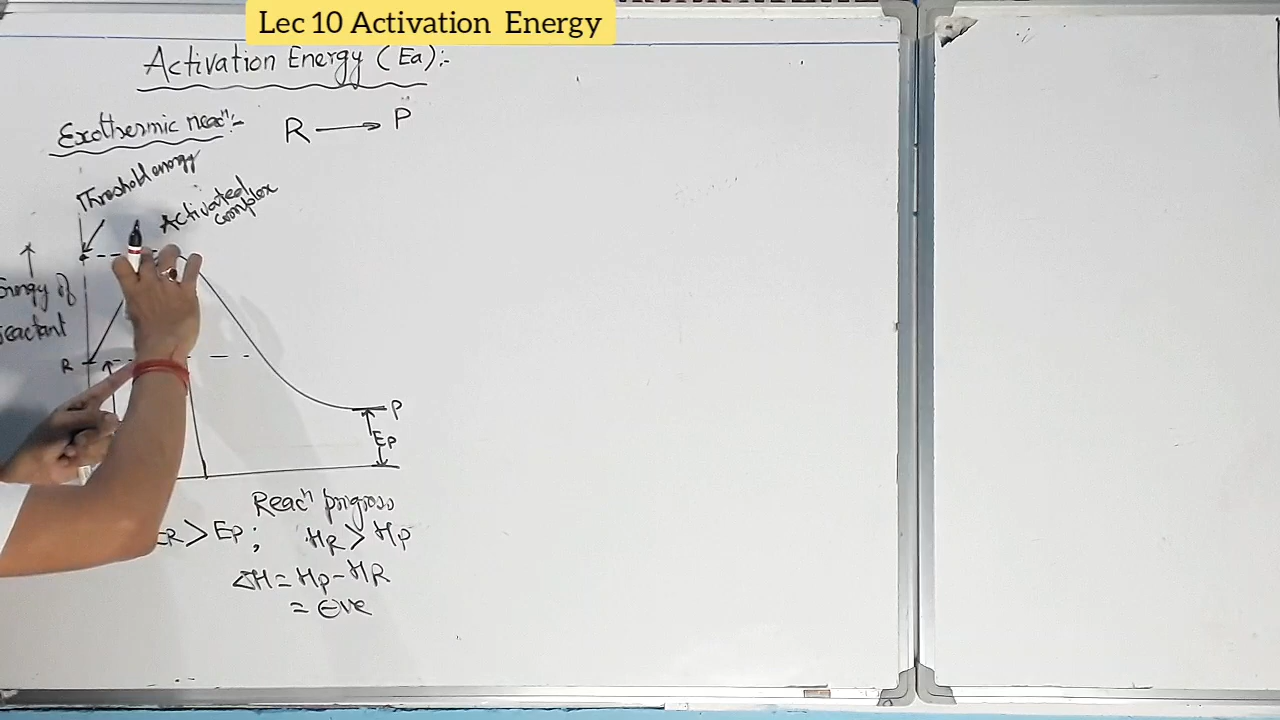 Lec 10 Activation Energy
Activation Energy (Ea):-
Exothermic reacⁿ:-
R → P
Threshold energy
Activated
complex
Energy of
reactant
R
P
Ep
Reacⁿ progress
ER > Ep ; HR > Hp
ΔH = Hp - HR
= ⊖ve